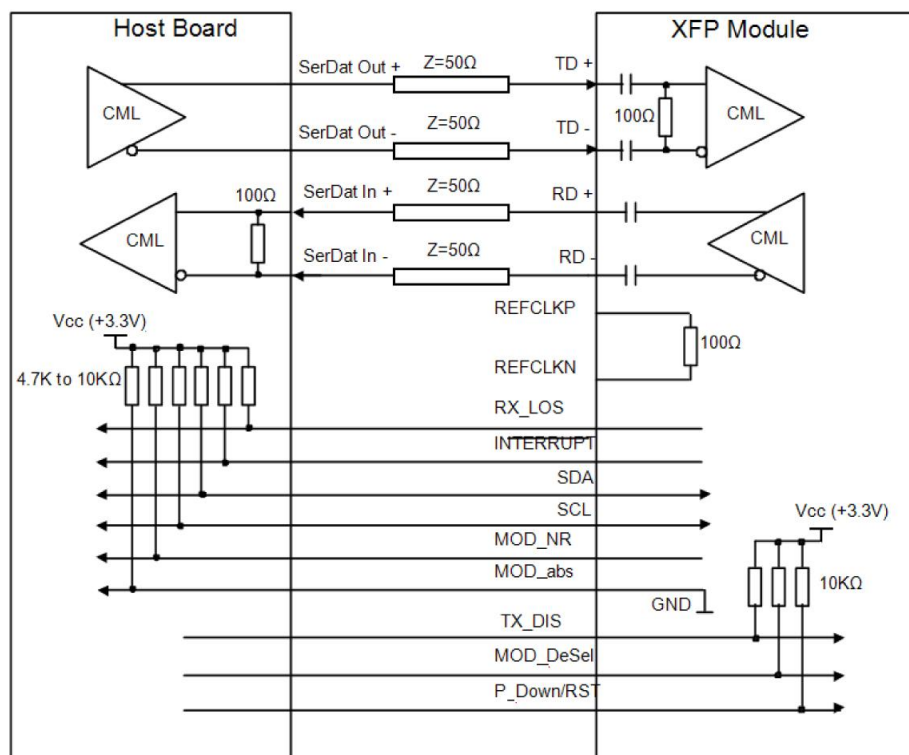 Host Board
XFP Module
SerDat Out +
Z=50Ω
TD +
CML
100Ω
CML
SerDat Out -
Z=50Ω
TD -
SerDat In +
Z=50Ω
RD +
100Ω
CML
CML
SerDat In -
Z=50Ω
RD -
REFCLKP
Vcc (+3.3V)
100Ω
REFCLKN
4.7K to 10KΩ
RX_LOS
INTERRUPT
SDA
SCL
Vcc (+3.3V)
MOD_NR
MOD_abs
10KΩ
GND
TX_DIS
MOD_DeSel
P_Down/RST